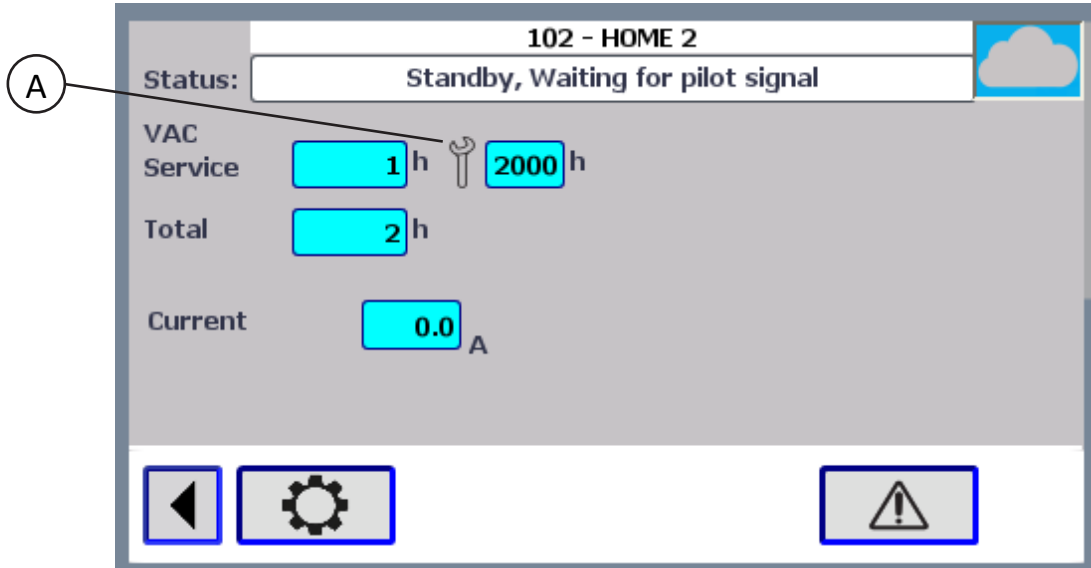 102 - HOME 2
A
Status: Standby, Waiting for pilot signal
VAC
Service 1 h 2000 h
Total 2 h
Current 0.0 A